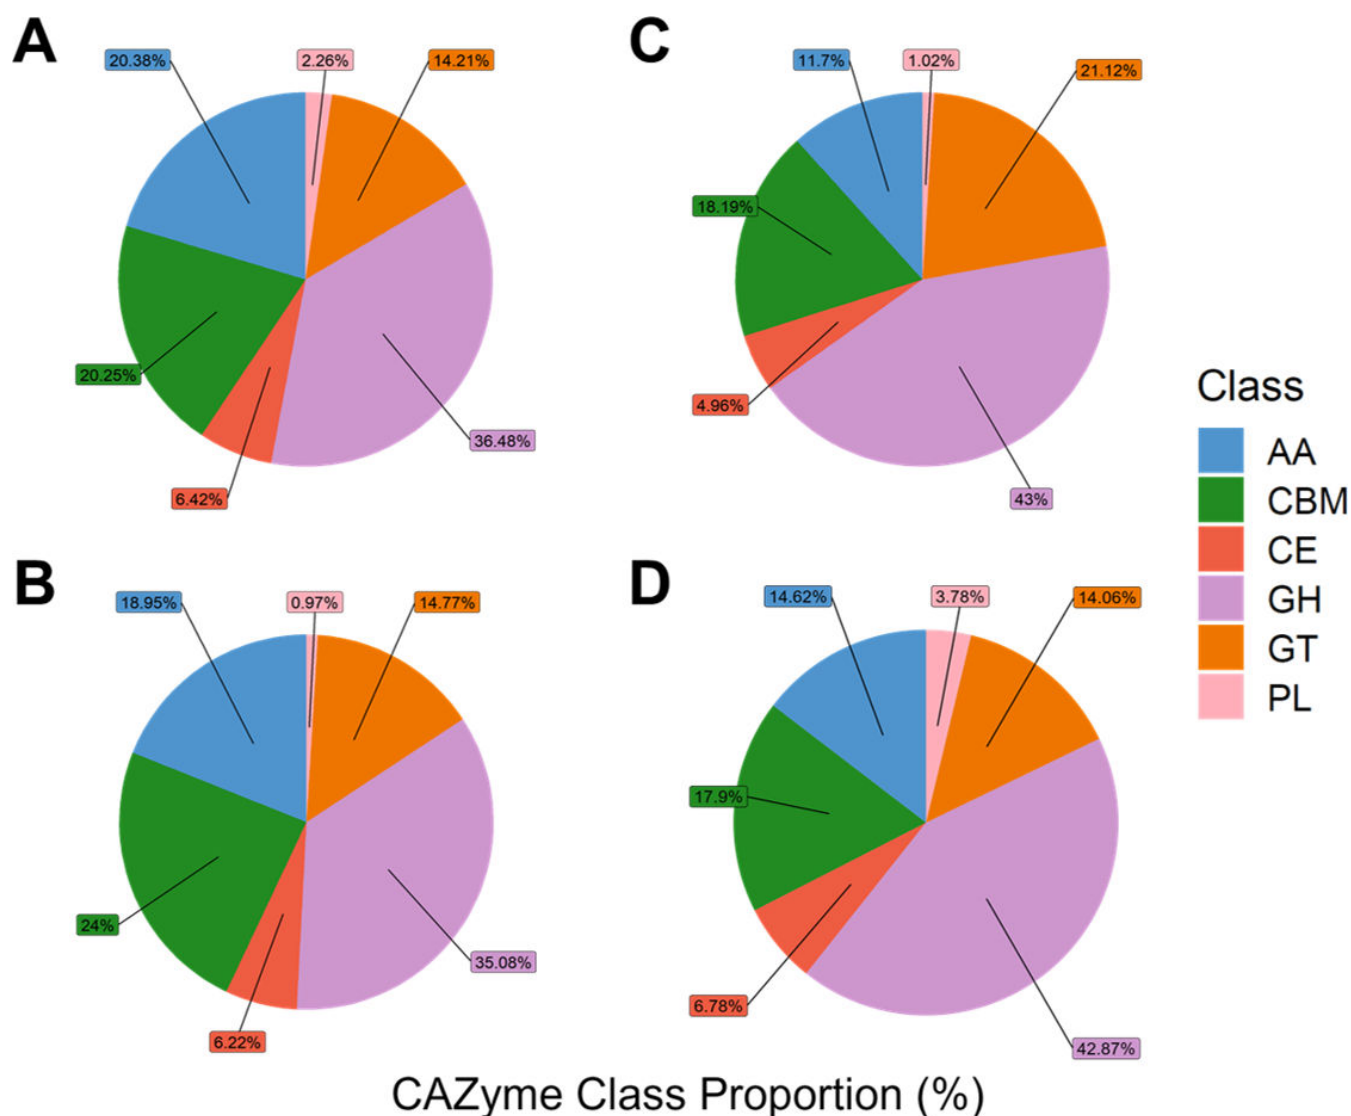 A
20.38%
2.26%
14.21%
20.25%
36.48%
6.42%
C
11.7%
1.02%
21.12%
18.19%
4.96%
43%
B
18.95%
0.97%
14.77%
24%
35.08%
6.22%
D
14.62%
3.78%
14.06%
17.9%
6.78%
42.87%
Class
AA
CBM
CE
GH
GT
PL
CAZyme Class Proportion (%)